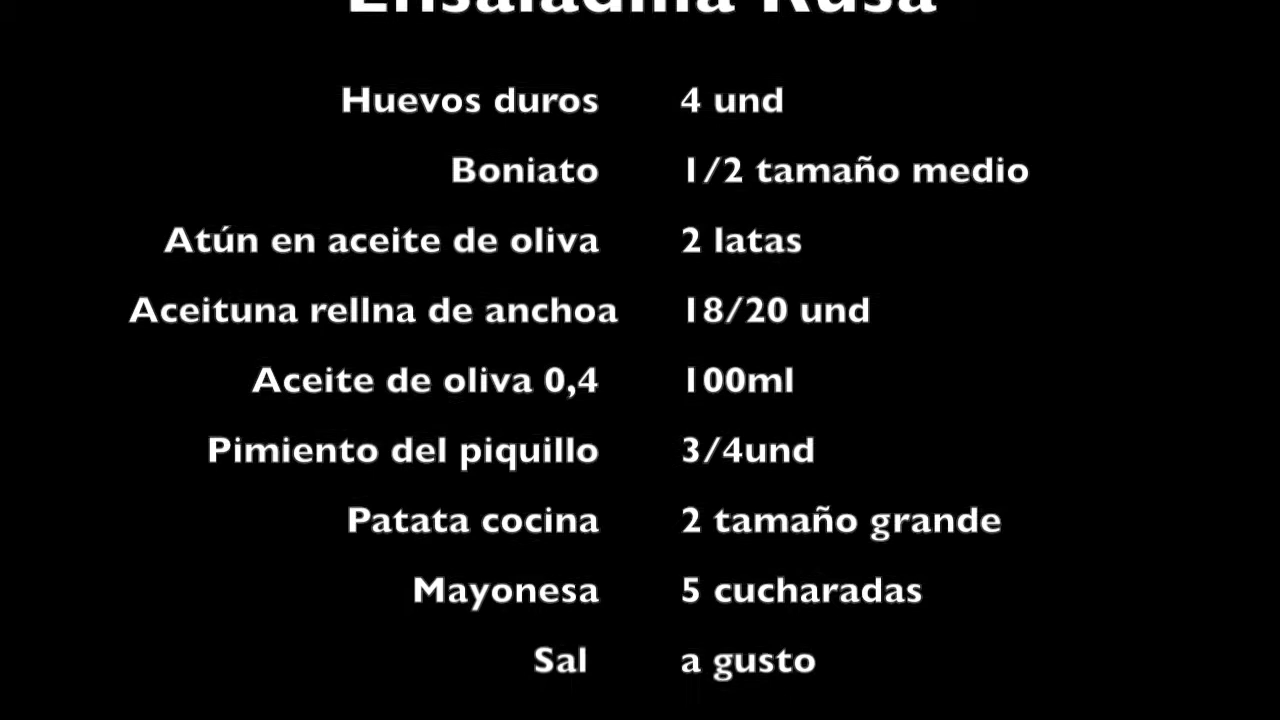 Ensaladilla Rusa
Huevos duros 4 und
Boniato 1/2 tamaño medio
Atún en aceite de oliva 2 latas
Aceituna rellna de anchoa 18/20 und
Aceite de oliva 0,4 100ml
Pimiento del piquillo 3/4und
Patata cocina 2 tamaño grande
Mayonesa 5 cucharadas
Sal a gusto